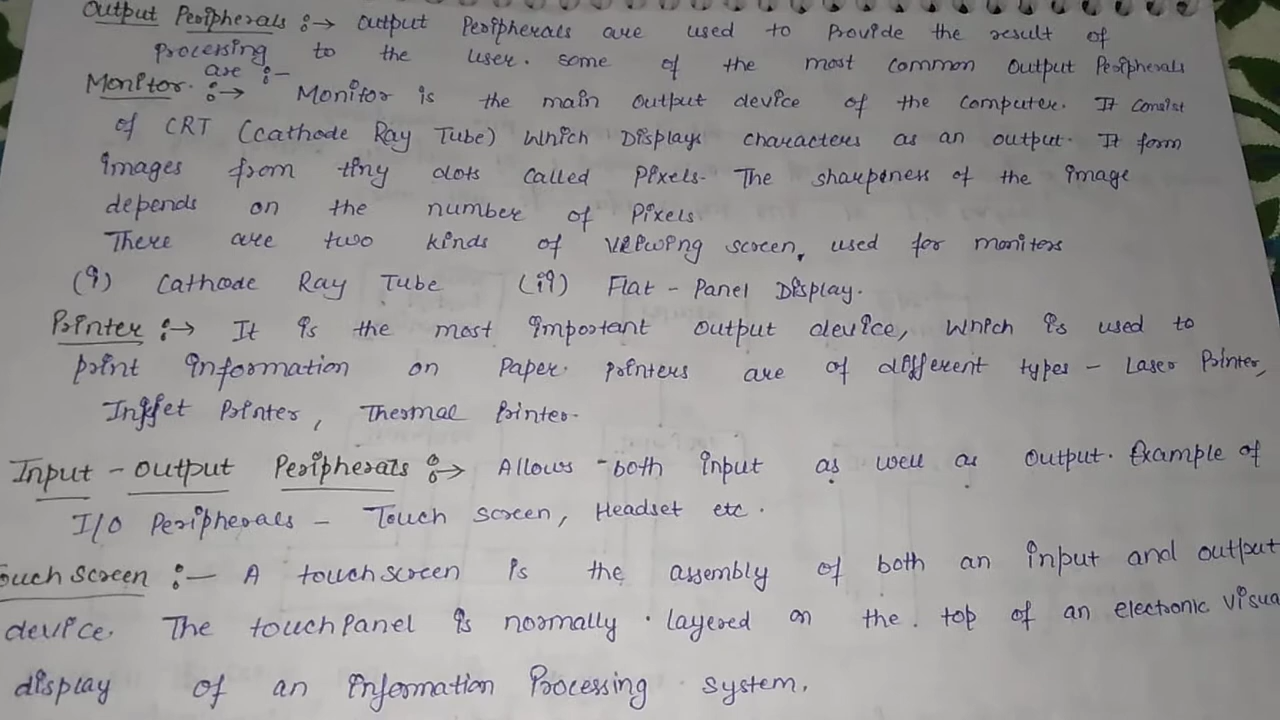 Output Peripherals :→ Output Peripherals are used to Provide the result of
Processing to the user. some of the most common Output Peripherals
are :-
Monitor. :→ Monitor is the main output device of the computer. It consist
of CRT (Cathode Ray Tube) Which Displays characters as an output. It form
images from tiny dots called Pixels. The sharpness of the image
depends on the number of Pixels.
There are two kinds of viewing screen, used for moniters
(i) Cathode Ray Tube (ii) Flat - Panel Display.
Printer :→ It is the most important output device, Which is used to
print information on Paper. printers are of different types - Laser Printer,
Inkjet Printer, Thermal Printer.
Input - Output Peripherals :→ Allows both input as well as output. Example of
I/O Peripherals - Touch screen, Headset etc.
ouch Screen :- A touch screen is the assembly of both an input and output
device. The touch Panel is normally layered on the top of an electronic visua
display of an information Processing system.